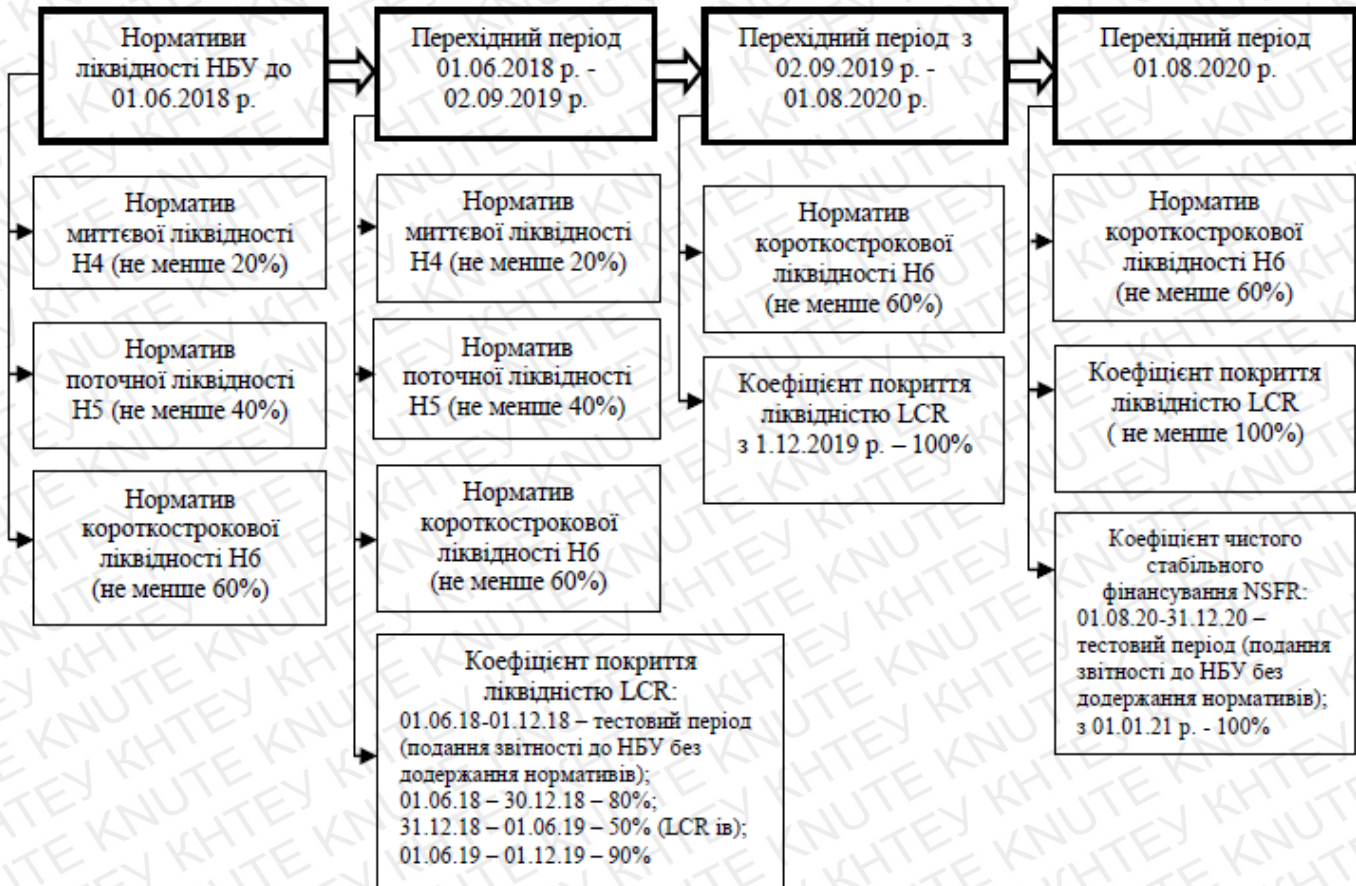 Нормативи
ліквідності НБУ до
01.06.2018 р.
Перехідний період
01.06.2018 р. -
02.09.2019 р.
Перехідний період з
02.09.2019 р. -
01.08.2020 р.
Перехідний період
01.08.2020 р.
Норматив
миттєвої ліквідності
Н4 (не менше 20%)
Норматив
поточної ліквідності
Н5 (не менше 40%)
Норматив
короткострокової
ліквідності Н6
(не менше 60%)
Норматив
миттєвої ліквідності
Н4 (не менше 20%)
Норматив
поточної ліквідності
Н5 (не менше 40%)
Норматив
короткострокової
ліквідності Н6
(не менше 60%)
Коефіцієнт покриття
ліквідністю LCR:
01.06.18-01.12.18 – тестовий період
(подання звітності до НБУ без
додержання нормативів);
01.06.18 – 30.12.18 – 80%;
31.12.18 – 01.06.19 – 50% (LCR ів);
01.06.19 – 01.12.19 – 90%
Норматив
короткострокової
ліквідності Н6
(не менше 60%)
Коефіцієнт покриття
ліквідністю LCR
з 1.12.2019 р. – 100%
Норматив
короткострокової
ліквідності Н6
(не менше 60%)
Коефіцієнт покриття
ліквідністю LCR
( не менше 100%)
Коефіцієнт чистого
стабільного
фінансування NSFR:
01.08.20-31.12.20 –
тестовий період (подання
звітності до НБУ без
додержання нормативів);
з 01.01.21 р. - 100%